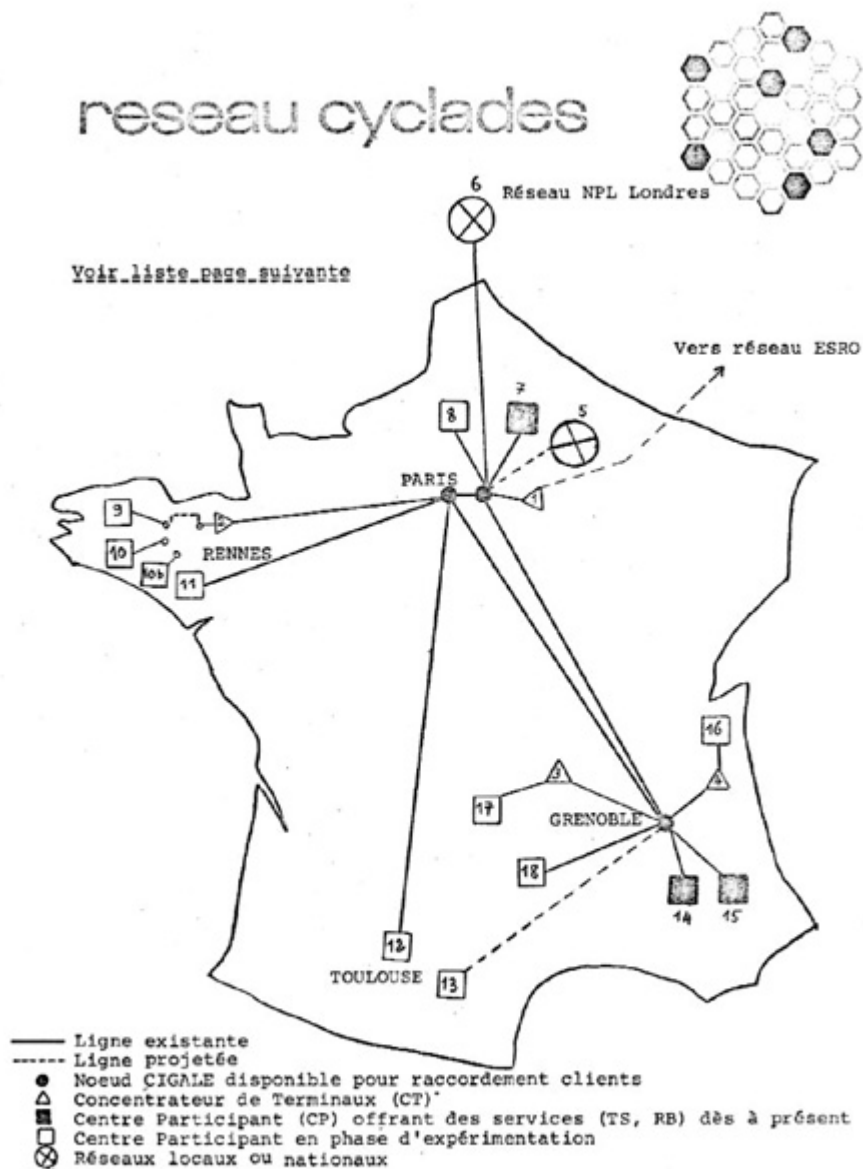 reseau cyclades
6
Réseau NPL Londres
Voir liste page suivante
Vers réseau ESRO
7
8
5
PARIS
1
9
2
10
RENNES
10b
11
16
3
4
17
GRENOBLE
18
14
15
12
TOULOUSE
13
Ligne existante
Ligne projetée
Noeud CIGALE disponible pour raccordement clients
Concentrateur de Terminaux (CT)
Centre Participant (CP) offrant des services (TS, RB) dès à présent
Centre Participant en phase d'expérimentation
Réseaux locaux ou nationaux